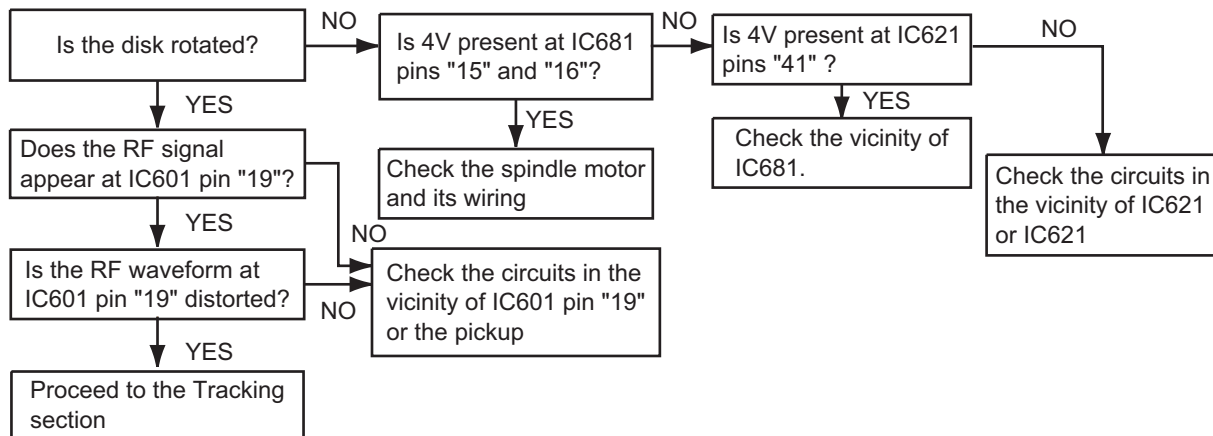 Is the disk rotated?
NO
Is 4V present at IC681
pins "15" and "16"?
NO
Is 4V present at IC621
pins "41" ?
NO
YES
Does the RF signal
appear at IC601 pin "19"?
YES
Check the spindle motor
and its wiring
YES
Check the vicinity of
IC681.
Check the circuits in
the vicinity of IC621
or IC621
YES
NO
Is the RF waveform at
IC601 pin "19" distorted?
NO
Check the circuits in the
vicinity of IC601 pin "19"
or the pickup
YES
Proceed to the Tracking
section